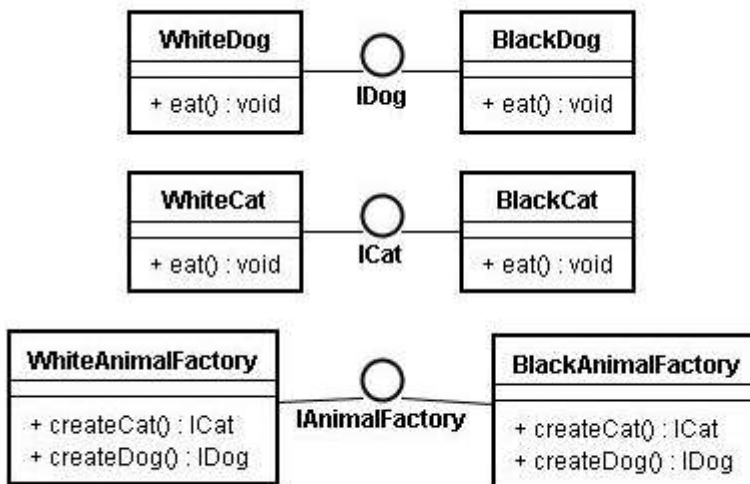 WhiteDog
+ eat() : void
IDog
BlackDog
+ eat() : void
WhiteCat
+ eat() : void
ICat
BlackCat
+ eat() : void
WhiteAnimalFactory
+ createCat() : ICat
+ createDog() : IDog
IAnimalFactory
BlackAnimalFactory
+ createCat() : ICat
+ createDog() : IDog